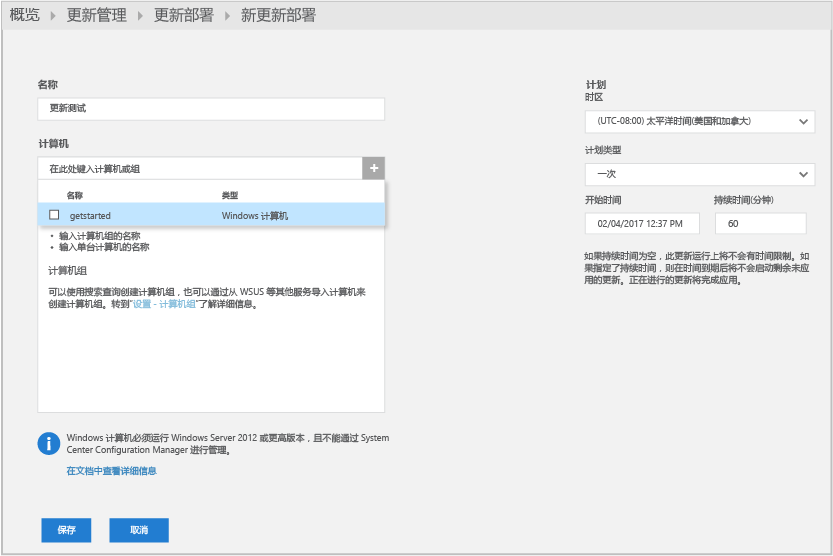 概览 更新管理 更新部署 新更新部署
名称
更新测试
计算机
在此处键入计算机或组
+
名称 类型
getstarted Windows 计算机
• 输入计算机组的名称
• 输入单台计算机的名称
计算机组
可以使用搜索查询创建计算机组，也可以通过从 WSUS 等其他服务导入计算机来
创建计算机组。转到“设置 - 计算机组”了解详细信息。
Windows 计算机必须运行 Windows Server 2012 或更高版本，且不能通过 System
Center Configuration Manager 进行管理。
在文档中查看详细信息
保存 取消
计划
时区
(UTC-08:00) 太平洋时间(美国和加拿大)
计划类型
一次
开始时间 持续时间(分钟)
02/04/2017 12:37 PM 60
如果持续时间为空，此更新运行上将不会有时间限制。如
果指定了持续时间，则在时间到期后将不会启动剩余未应
用的更新。正在进行的更新将完成应用。